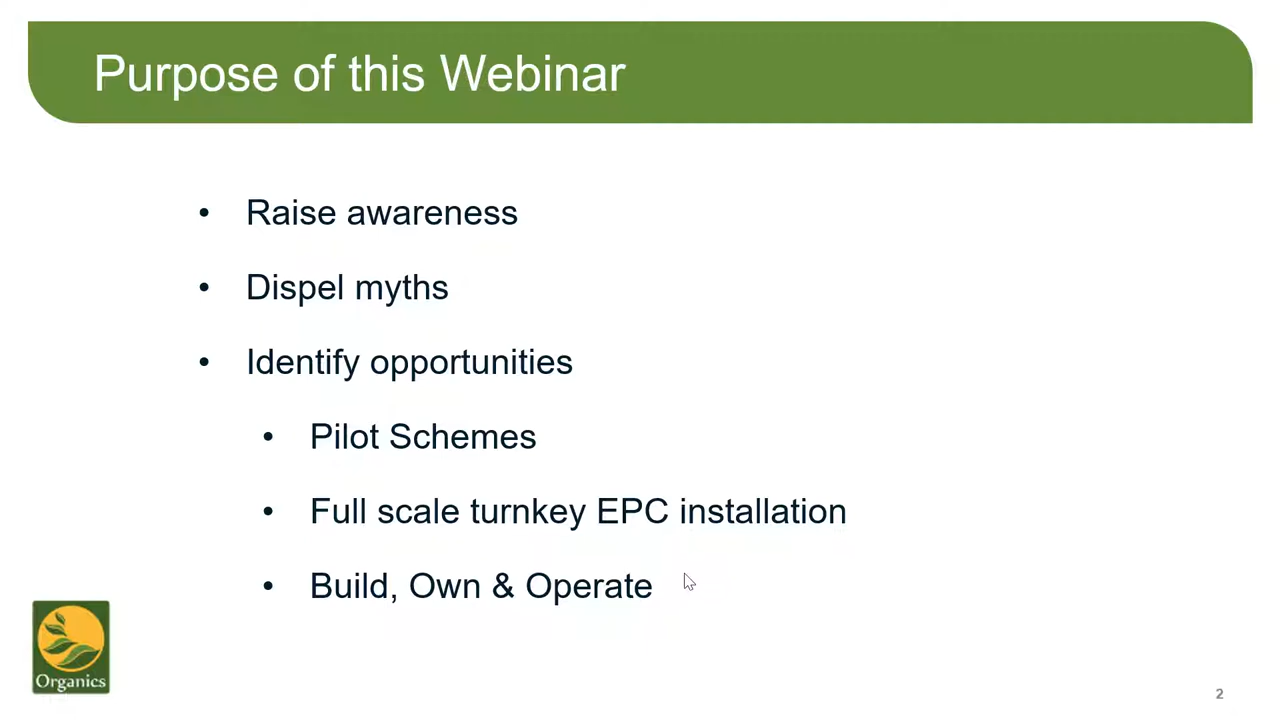 Purpose of this Webinar
• Raise awareness
• Dispel myths
• Identify opportunities
• Pilot Schemes
• Full scale turnkey EPC installation
• Build, Own & Operate
Organics
2